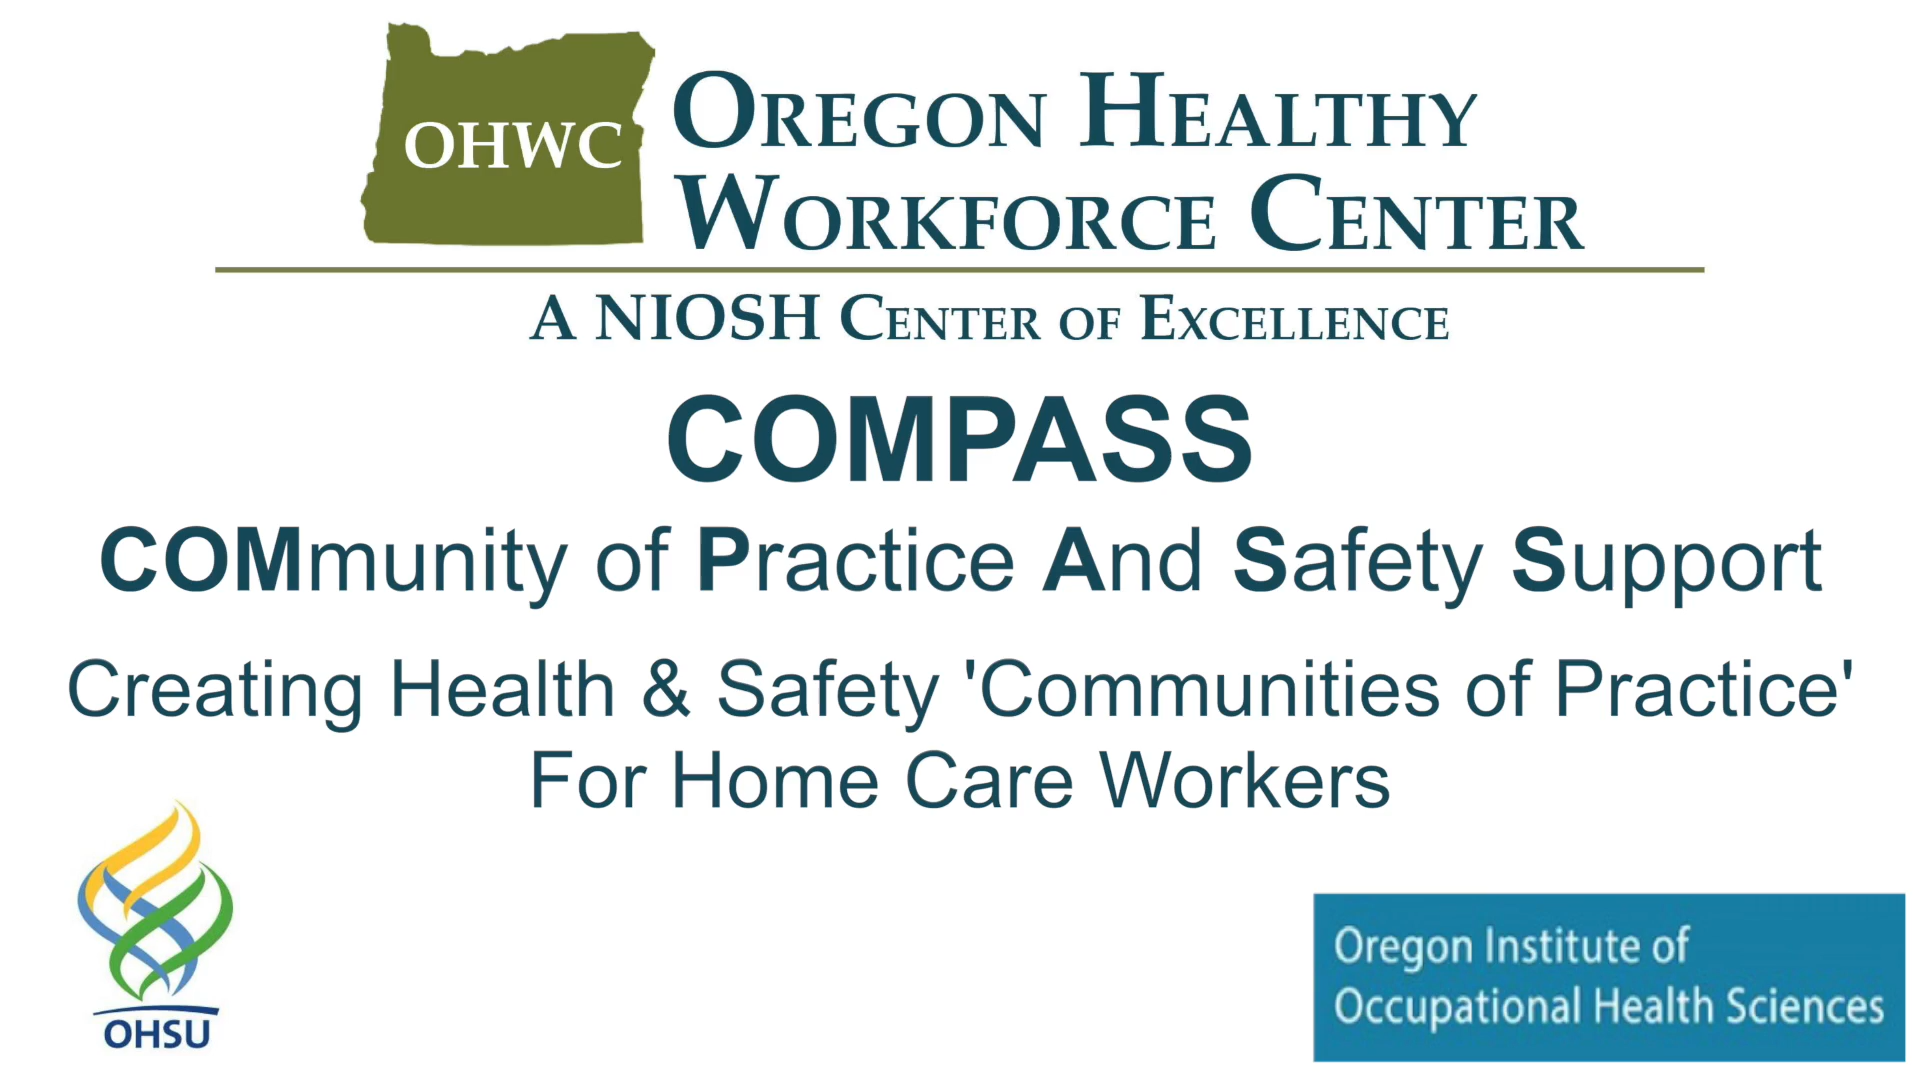 OHWC
OREGON HEALTHY
WORKFORCE CENTER
A NIOSH CENTER OF EXCELLENCE
COMPASS
COMmunity of Practice And Safety Support
Creating Health & Safety 'Communities of Practice'
For Home Care Workers
OHSU
Oregon Institute of
Occupational Health Sciences